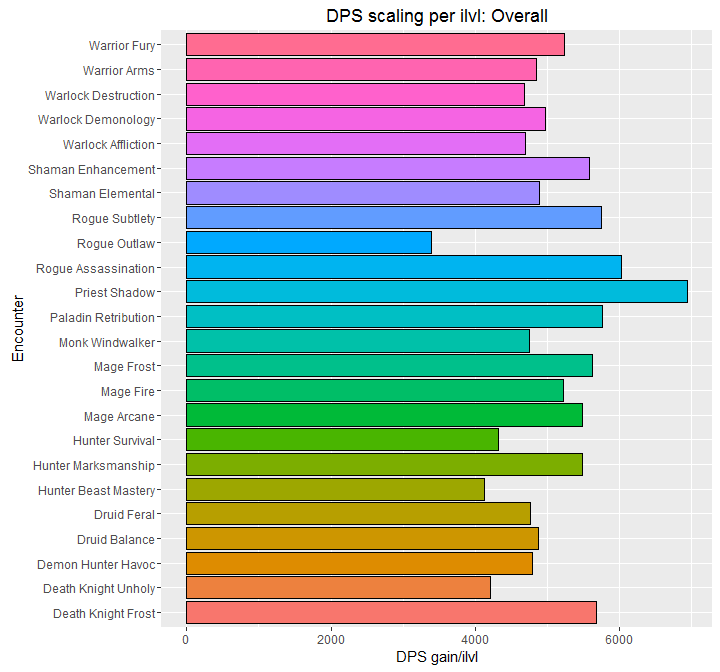 DPS scaling per ilvl: Overall
Warrior Fury
Warrior Arms
Warlock Destruction
Warlock Demonology
Warlock Affliction
Shaman Enhancement
Shaman Elemental
Rogue Subtlety
Rogue Outlaw
Rogue Assassination
Priest Shadow
Paladin Retribution
Monk Windwalker
Mage Frost
Mage Fire
Mage Arcane
Hunter Survival
Hunter Marksmanship
Hunter Beast Mastery
Druid Feral
Druid Balance
Demon Hunter Havoc
Death Knight Unholy
Death Knight Frost
Encounter
0 2000 4000 6000
DPS gain/ilvl